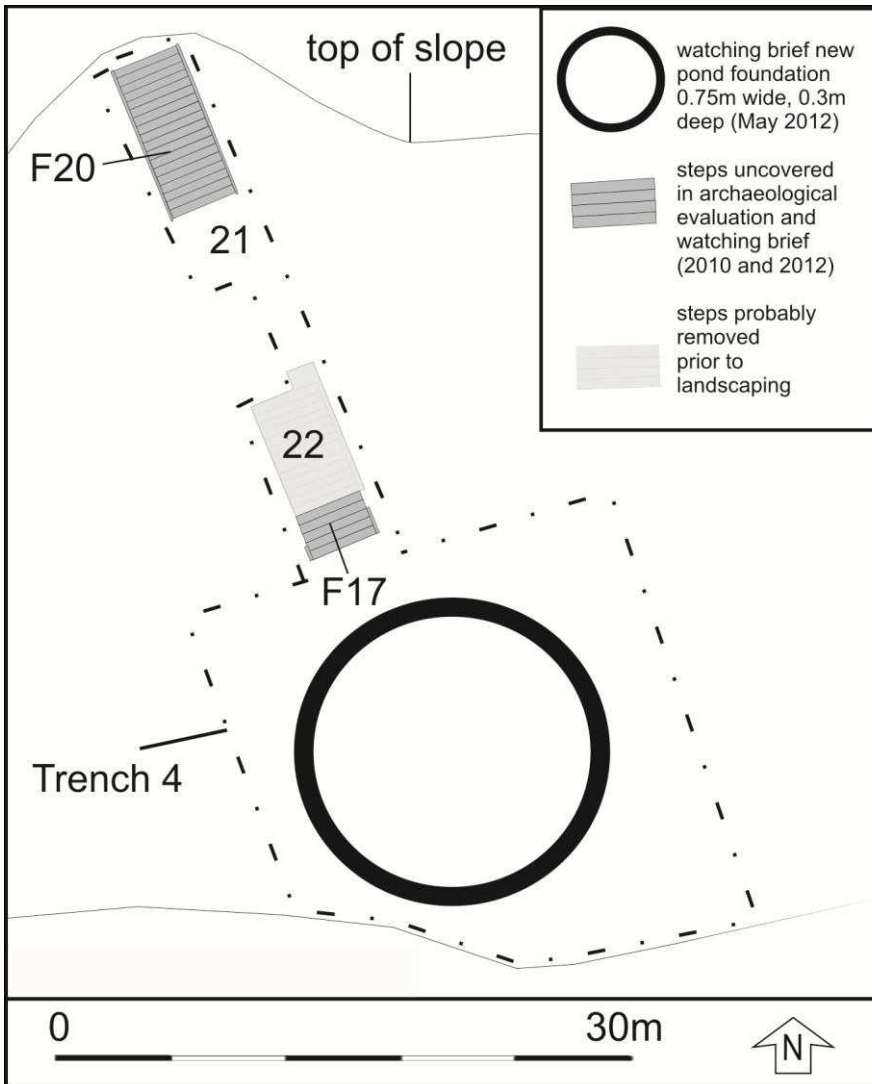 top of slope
F20
21
22
F17
Trench 4
watching brief new
pond foundation
0.75m wide, 0.3m
deep (May 2012)
steps uncovered
in archaeological
evaluation and
watching brief
(2010 and 2012)
steps probably
removed
prior to
landscaping
0
30m
N